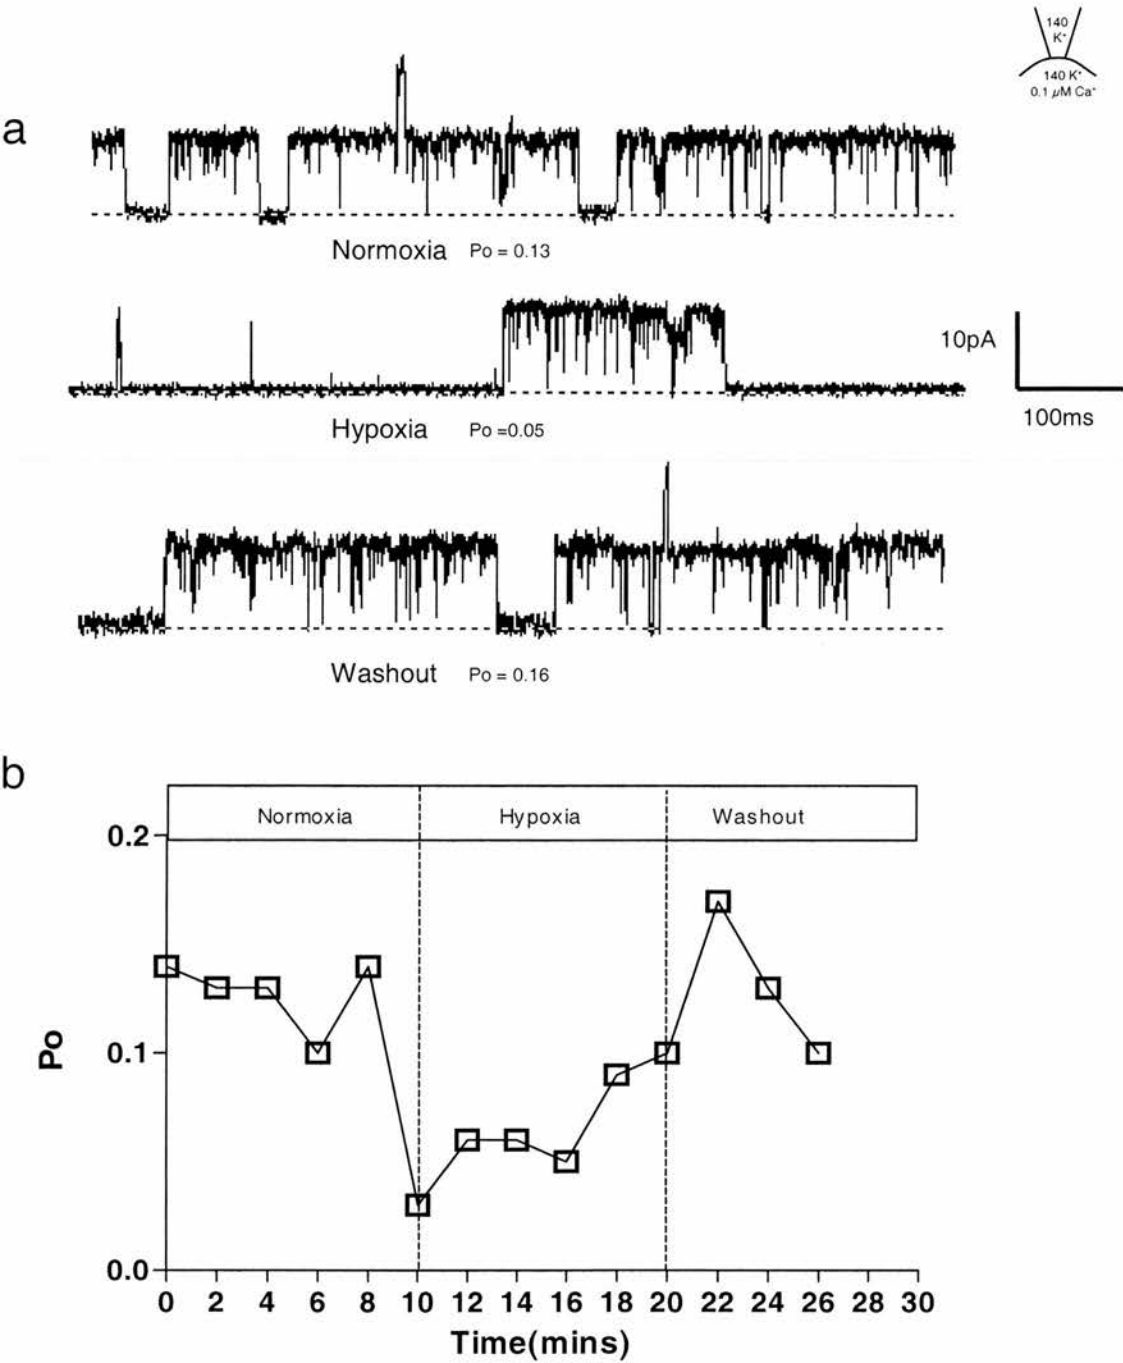 140
K⁺
140 K⁺
0.1 µM Ca⁺
a
Normoxia Po = 0.13
10pA
100ms
Hypoxia Po =0.05
Washout Po = 0.16
b
Normoxia Hypoxia Washout
0.2
0.1
0.0
Po
0 2 4 6 8 10 12 14 16 18 20 22 24 26 28 30
Time(mins)